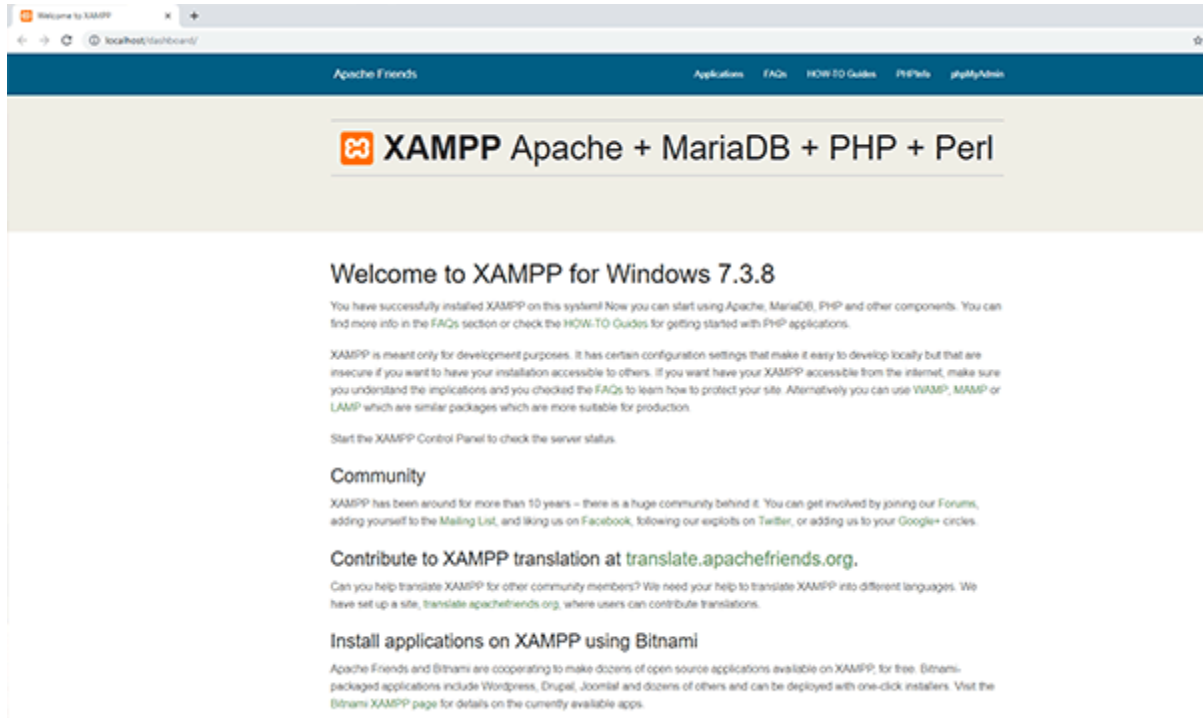 Welcome to XAMPP
localhost/dashboard/
Apache Friends
Applications FAQs HOW-TO Guides PHPInfo phpMyAdmin
XAMPP Apache + MariaDB + PHP + Perl
Welcome to XAMPP for Windows 7.3.8
You have successfully installed XAMPP on this system! Now you can start using Apache, MariaDB, PHP and other components. You can
find more info in the FAQs section or check the HOW-TO Guides for getting started with PHP applications.
XAMPP is meant only for development purposes. It has certain configuration settings that make it easy to develop locally but that are
insecure if you want to have your installation accessible to others. If you want have your XAMPP accessible from the internet, make sure
you understand the implications and you checked the FAQs to learn how to protect your site. Alternatively you can use WAMP, MAMP or
LAMP which are similar packages which are more suitable for production.
Start the XAMPP Control Panel to check the server status.
Community
XAMPP has been around for more than 10 years – there is a huge community behind it. You can get involved by joining our Forums,
adding yourself to the Mailing List, and liking us on Facebook, following our exploits on Twitter, or adding us to your Google+ circles.
Contribute to XAMPP translation at translate.apachefriends.org.
Can you help translate XAMPP for other community members? We need your help to translate XAMPP into different languages. We
have set up a site, translate.apachefriends.org, where users can contribute translations.
Install applications on XAMPP using Bitnami
Apache Friends and Bitnami are cooperating to make dozens of open source applications available on XAMPP, for free. Bitnami-
packaged applications include Wordpress, Drupal, Joomla! and dozens of others and can be deployed with one-click installers. Visit the
Bitnami XAMPP page for details on the currently available apps.